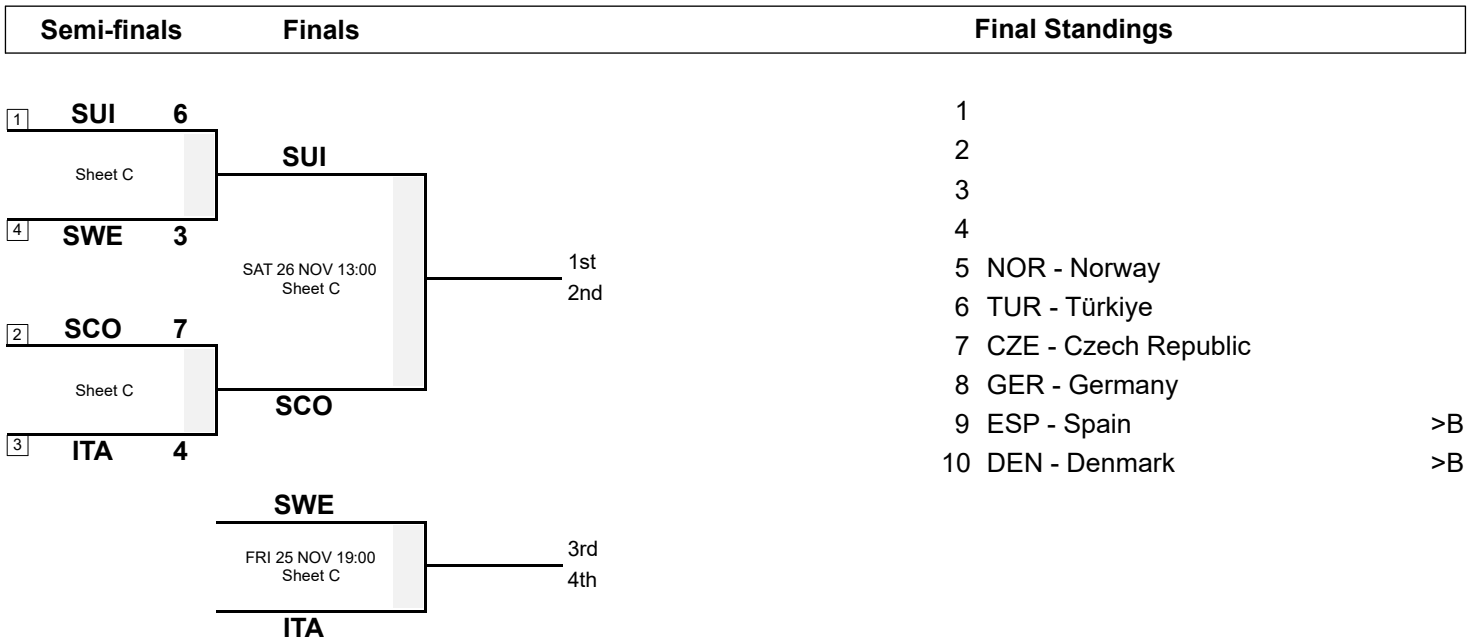 Semi-finals Finals Final Standings
1 SUI 6
Sheet C
4 SWE 3
SUI
SAT 26 NOV 13:00
Sheet C
SCO
1st
2nd
2 SCO 7
Sheet C
3 ITA 4
SWE
FRI 25 NOV 19:00
Sheet C
ITA
3rd
4th
1
2
3
4
5 NOR - Norway
6 TUR - Türkiye
7 CZE - Czech Republic
8 GER - Germany
9 ESP - Spain >B
10 DEN - Denmark >B